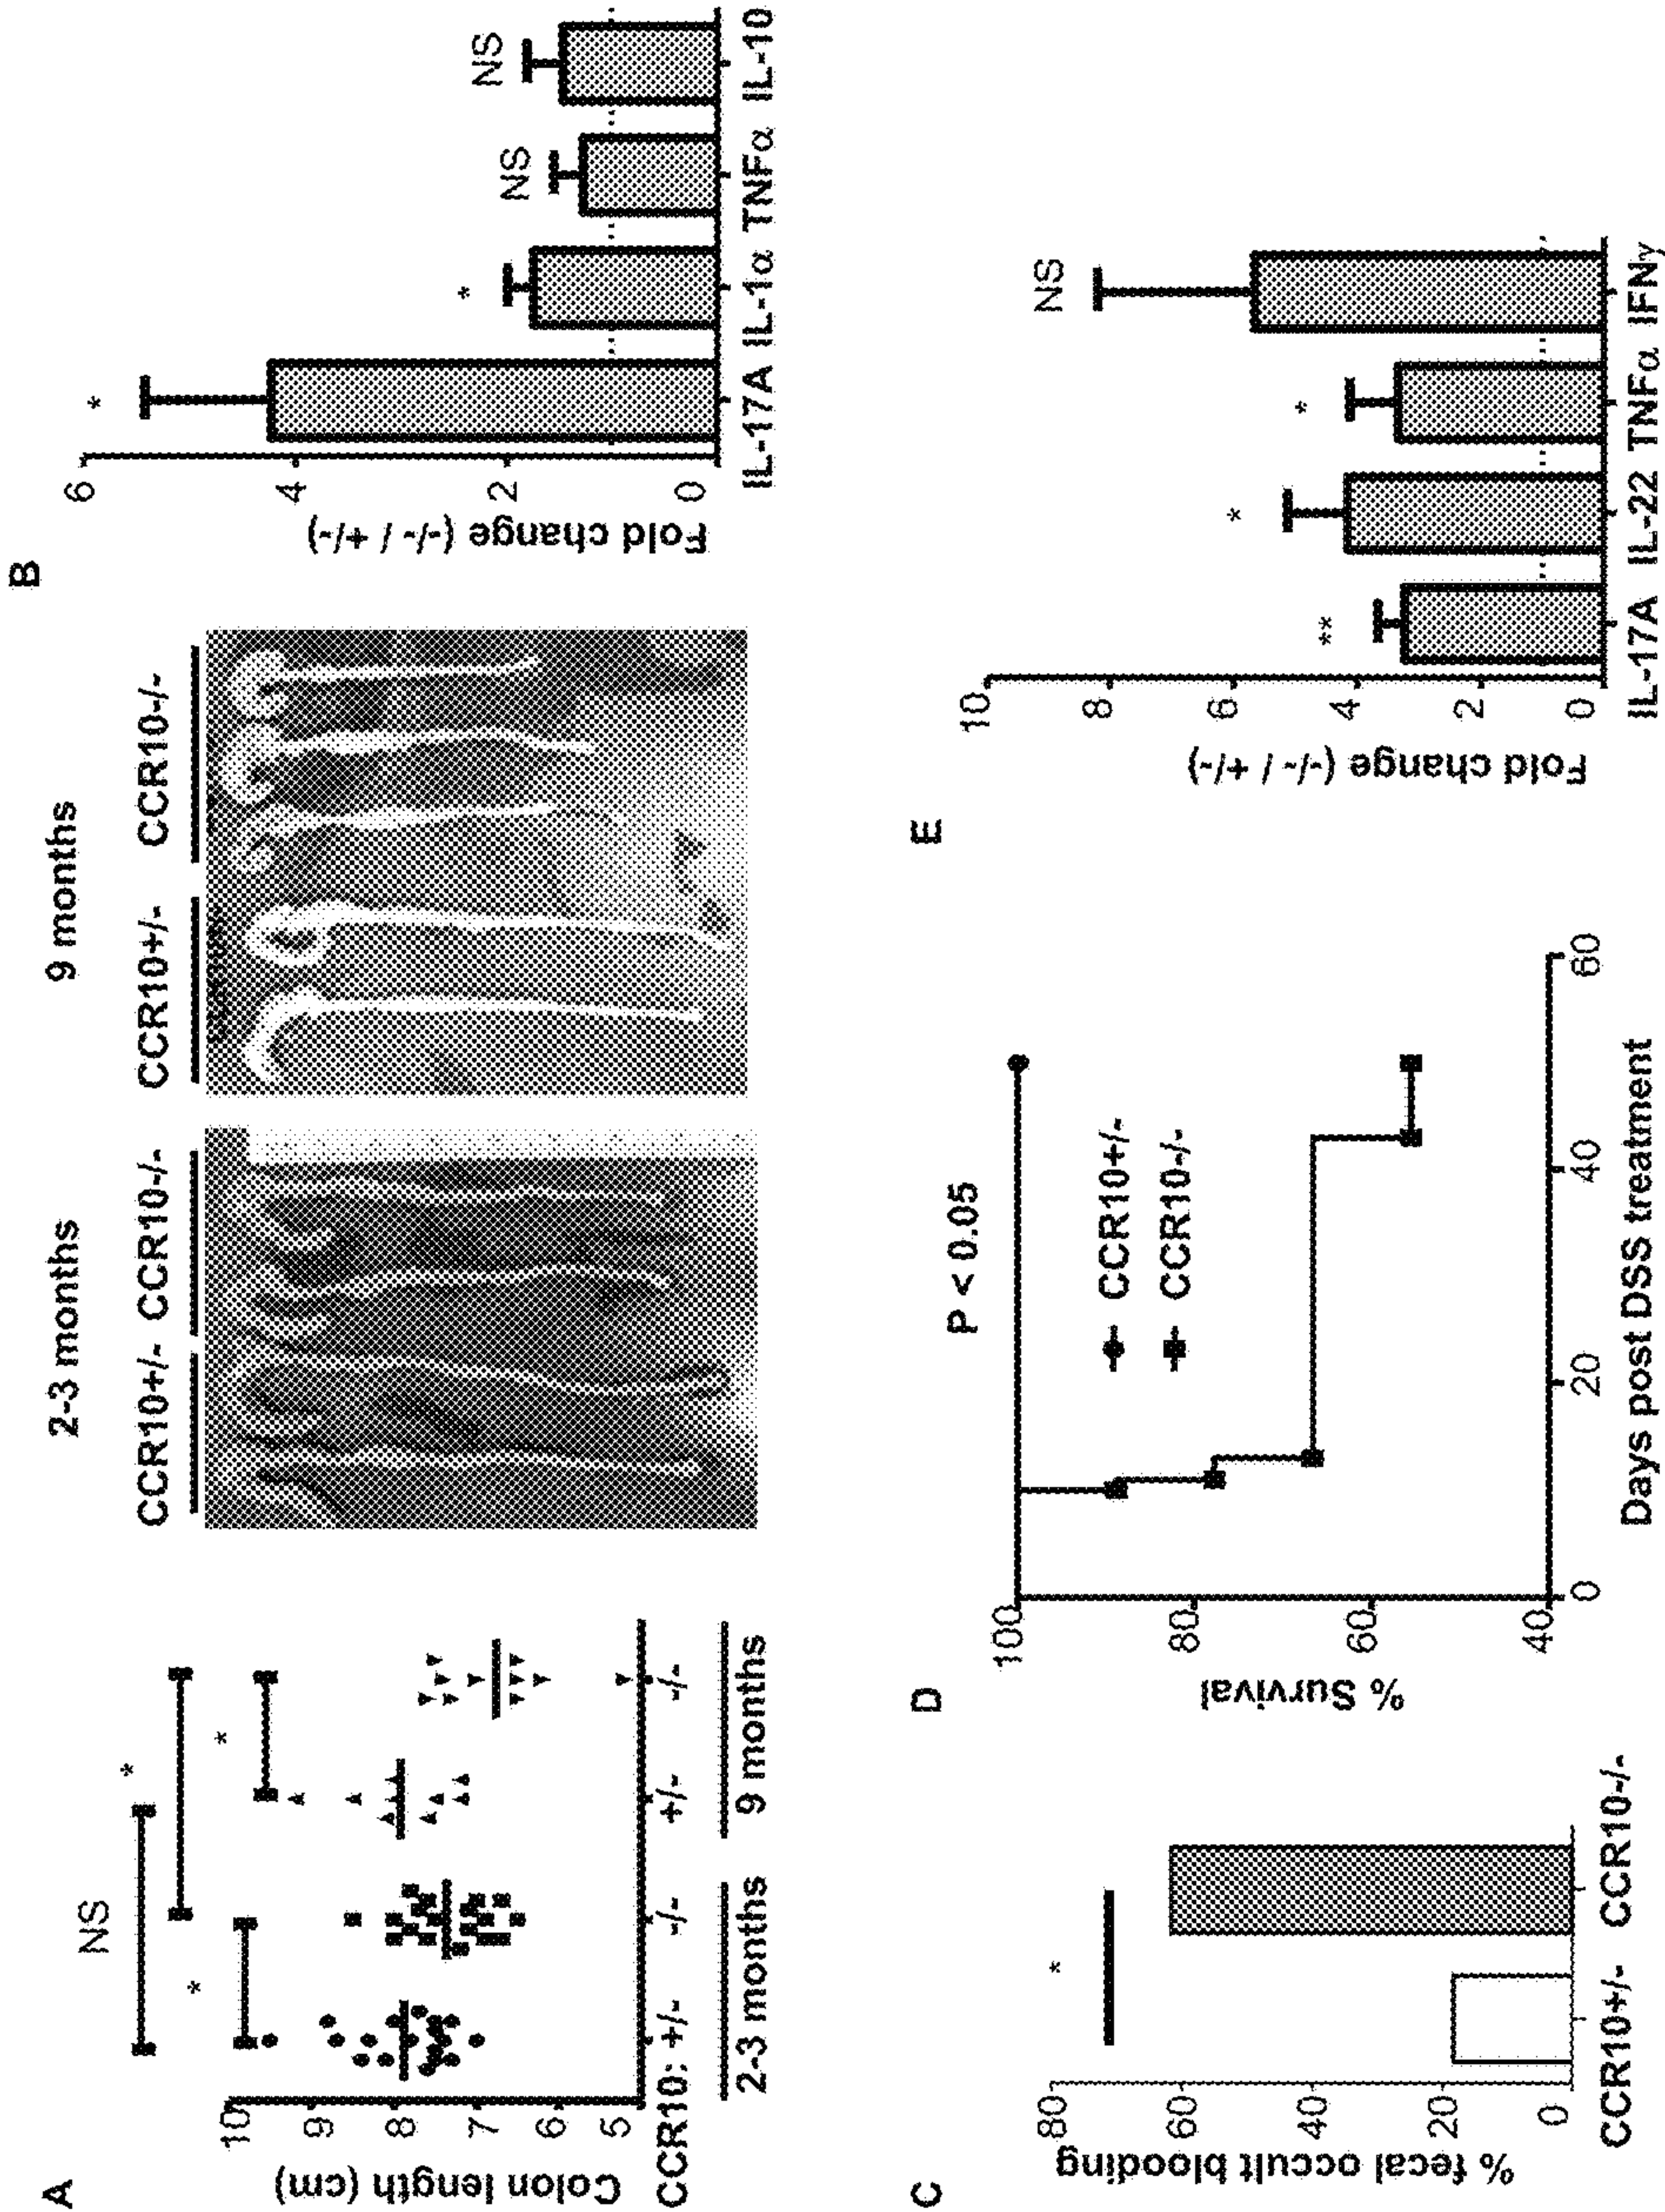 A
Colon length (cm)
10
9
8
7
6
5
NS
*
*
*
CCR10: +/- -/- +/- -/-
2-3 months 9 months
2-3 months 9 months
CCR10+/- CCR10-/- CCR10+/- CCR10-/-
B
Fold change (-/- / +/-)
6
4
2
0
* * NS NS
IL-17A IL-1α TNFα IL-10
C
% fecal occult blooding
80
60
40
20
0
*
CCR10+/- CCR10-/-
D
% Survival
100
80
60
40
P < 0.05
CCR10+/-
CCR10-/-
0 20 40 60
Days post DSS treatment
E
Fold change (-/- / +/-)
10
8
6
4
2
0
** * * NS
IL-17A IL-22 TNFα IFNγ